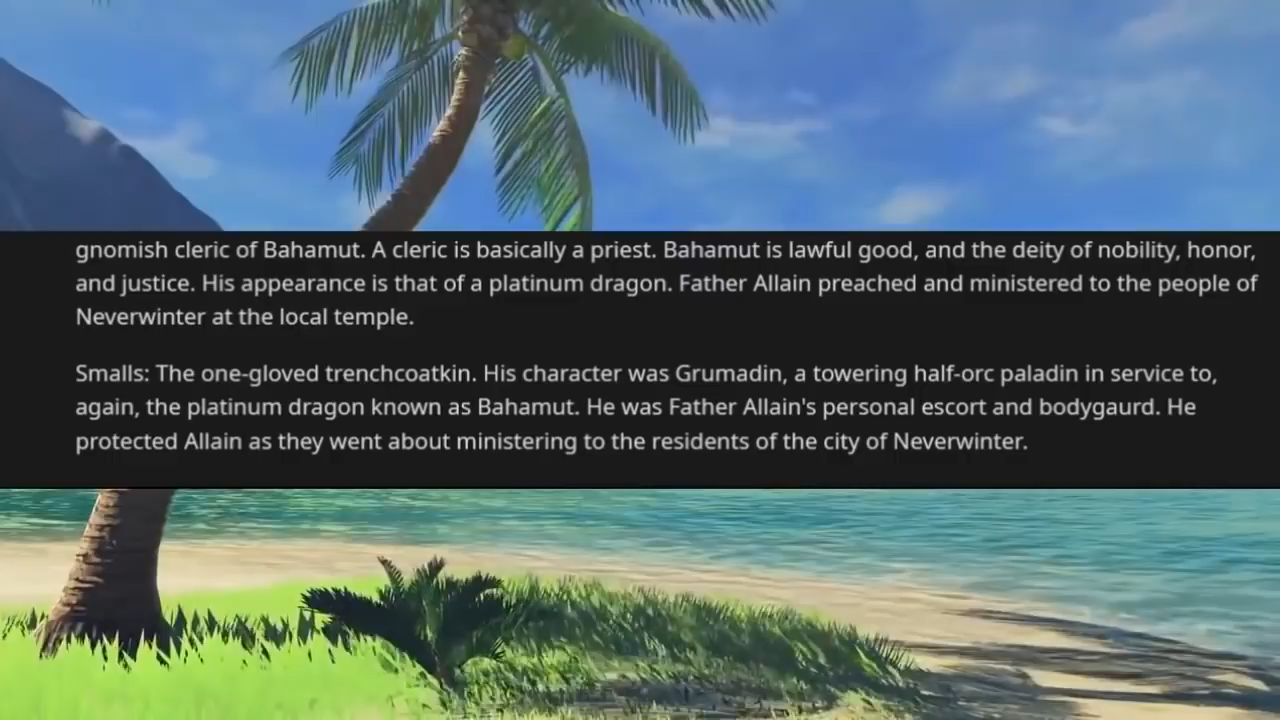 gnomish cleric of Bahamut. A cleric is basically a priest. Bahamut is lawful good, and the deity of nobility, honor,
and justice. His appearance is that of a platinum dragon. Father Allain preached and ministered to the people of
Neverwinter at the local temple.
Smalls: The one-gloved trenchcoatkin. His character was Grumadin, a towering half-orc paladin in service to,
again, the platinum dragon known as Bahamut. He was Father Allain's personal escort and bodygaurd. He
protected Allain as they went about ministering to the residents of the city of Neverwinter.